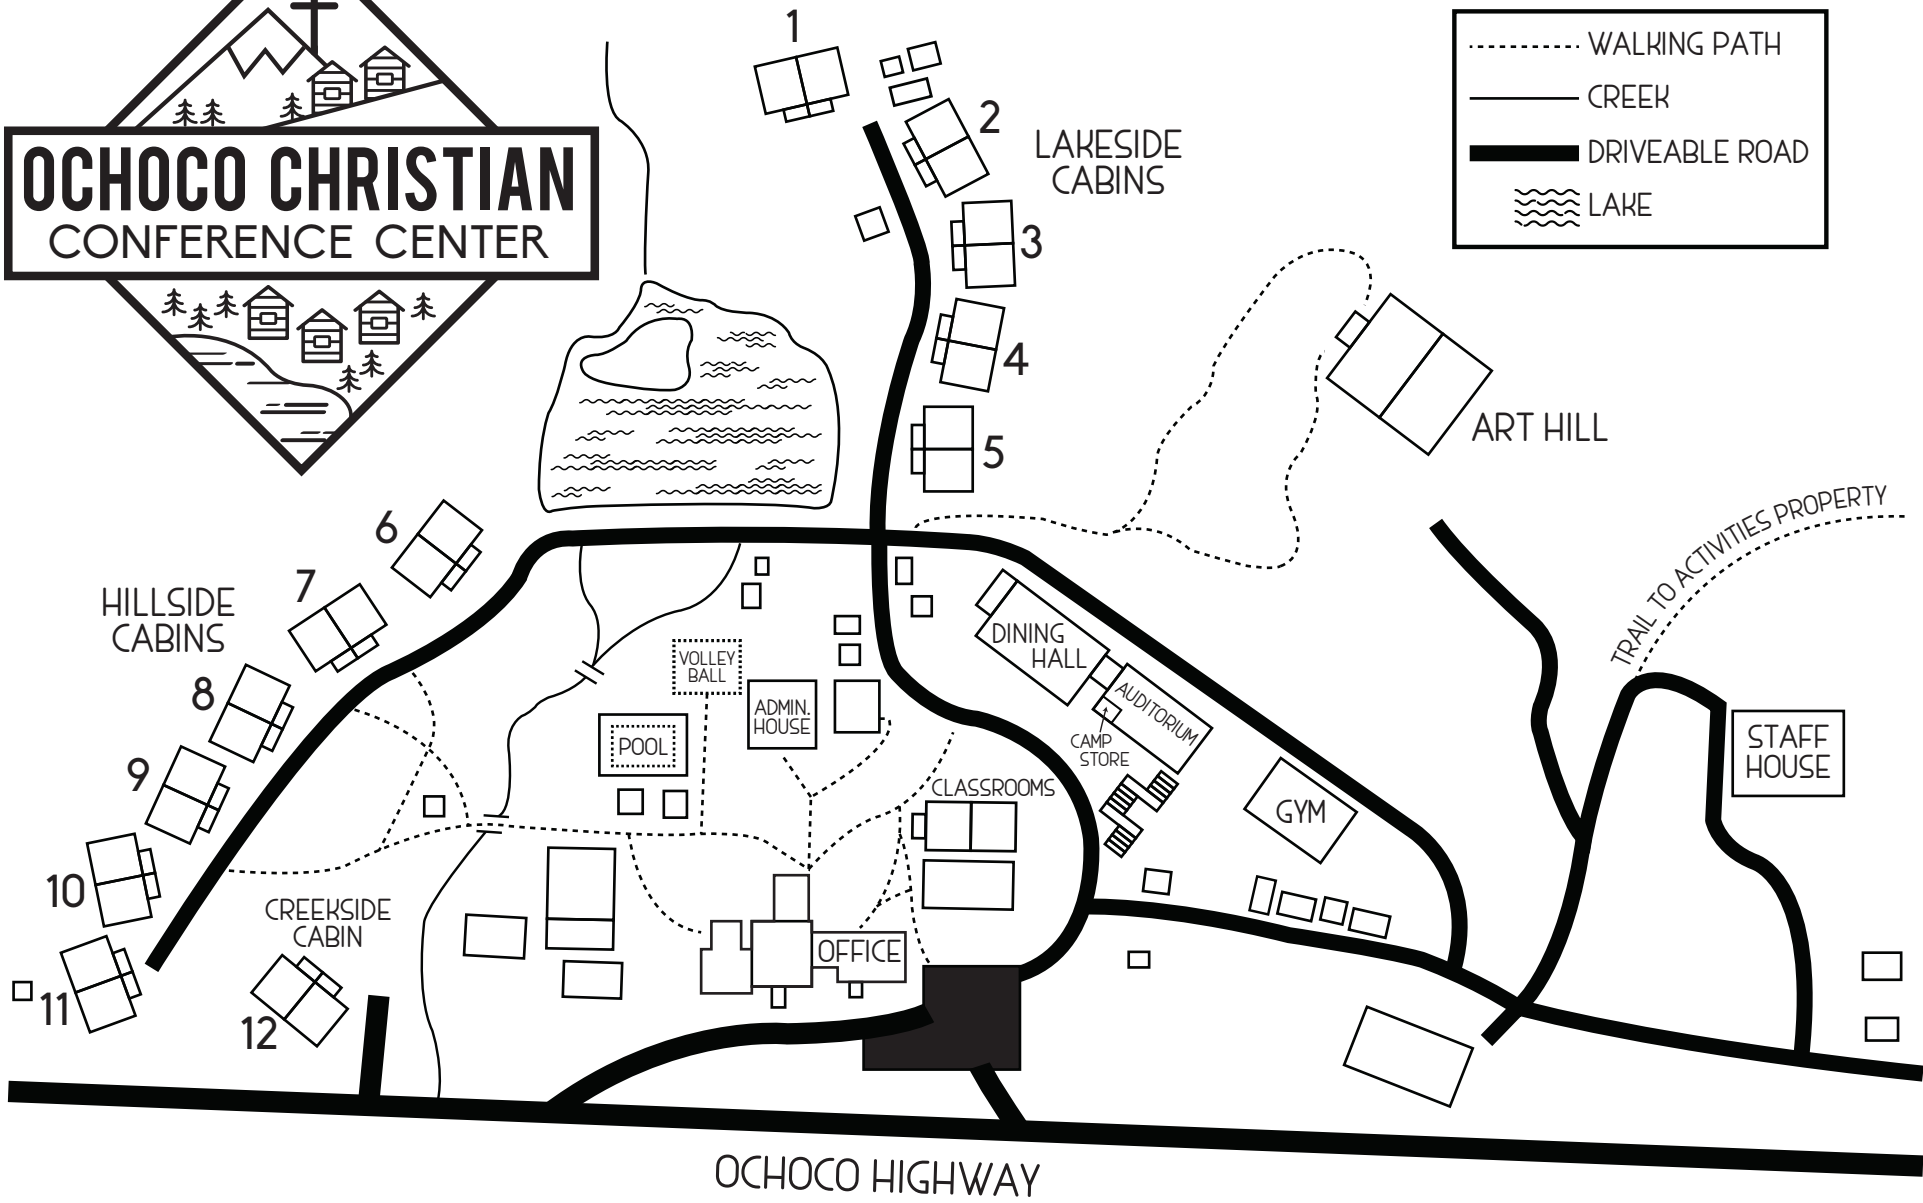 OCHOCO CHRISTIAN
CONFERENCE CENTER
WALKING PATH
CREEK
DRIVEABLE ROAD
LAKE
1
2
LAKESIDE
CABINS
3
4
5
ART HILL
6
7
HILLSIDE
CABINS
8
9
10
11
CREEKSIDE
CABIN
12
VOLLEY
BALL
POOL
ADMIN.
HOUSE
DINING
HALL
AUDITORIUM
CAMP
STORE
CLASSROOMS
GYM
OFFICE
TRAIL TO ACTIVITIES PROPERTY
STAFF
HOUSE
OCHOCO HIGHWAY